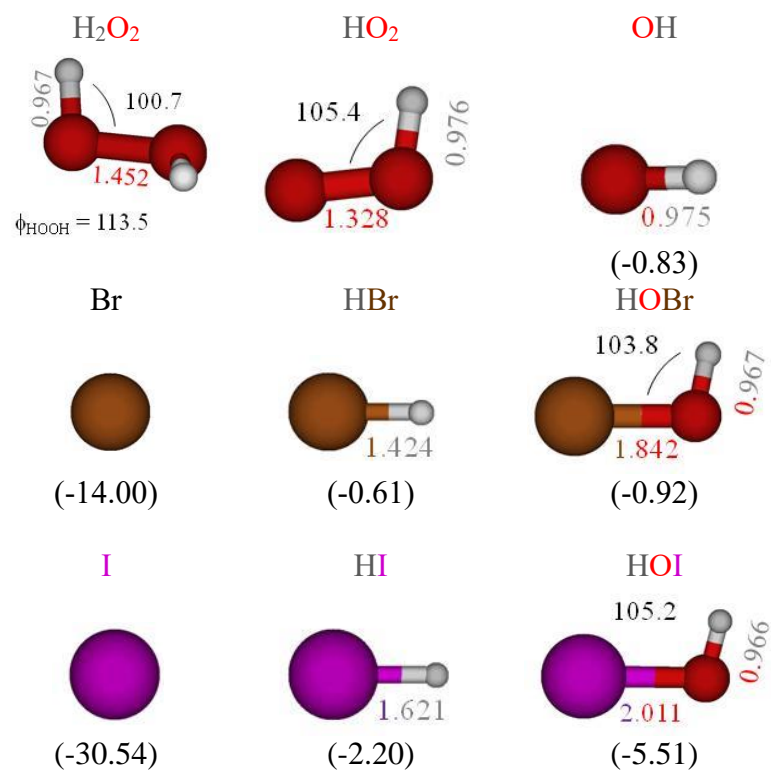 H₂O₂ HO₂ OH
0.967 100.7 105.4 0.976
1.452 1.328 0.975
ϕHOOH = 113.5
(-0.83)
Br HBr HOBr
103.8 0.967
1.424 1.842
(-14.00) (-0.61) (-0.92)
I HI HOI
105.2 0.966
1.621 2.011
(-30.54) (-2.20) (-5.51)